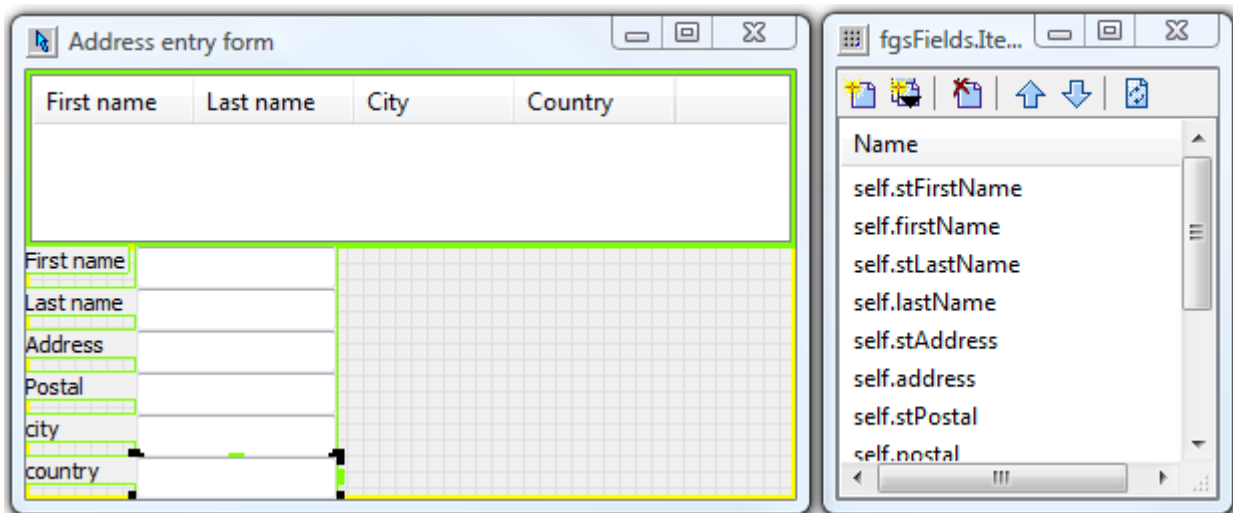 Address entry form
First name Last name City Country
First name
Last name
Address
Postal
city
country
fgsFields.Ite...
Name
self.stFirstName
self.firstName
self.stLastName
self.lastName
self.stAddress
self.address
self.stPostal
self.postal